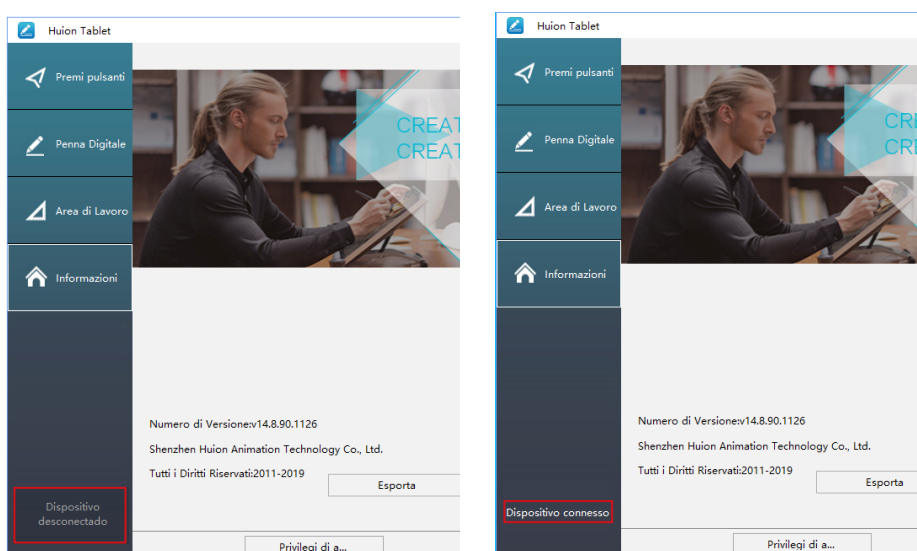 Huion Tablet
Premi pulsanti
Penna Digitale
Area di Lavoro
Informazioni
CREAT
CREAT
Numero di Versione:v14.8.90.1126
Shenzhen Huion Animation Technology Co., Ltd.
Tutti i Diritti Riservati:2011-2019
Esporta
Dispositivo
desconectado
Privilegi di a...
Huion Tablet
Premi pulsanti
Penna Digitale
Area di Lavoro
Informazioni
CRE
CRE
Numero di Versione:v14.8.90.1126
Shenzhen Huion Animation Technology Co., Ltd.
Tutti i Diritti Riservati:2011-2019
Esporta
Dispositivo connesso
Privilegi di a...